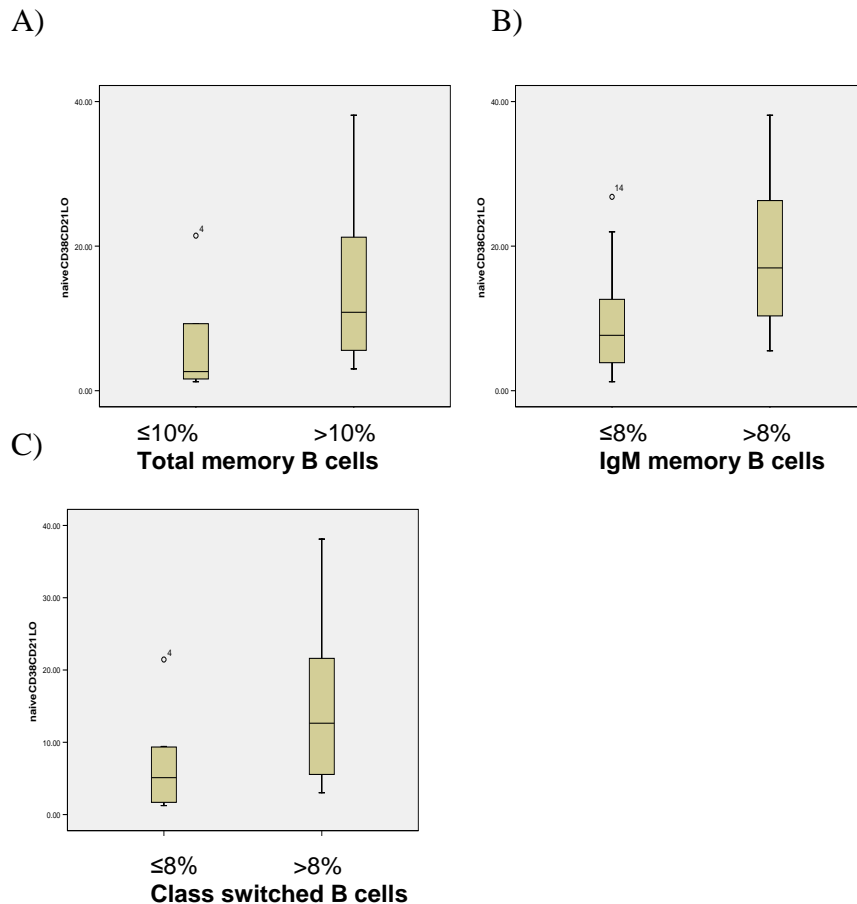 A)
B)
40.00
20.00
0.00
naiveCD38CD21LO
4
≤10%
>10%
Total memory B cells
40.00
20.00
0.00
naiveCD38CD21LO
14
≤8%
>8%
IgM memory B cells
C)
40.00
30.00
20.00
10.00
0.00
naiveCD38CD21LO
4
≤8%
>8%
Class switched B cells